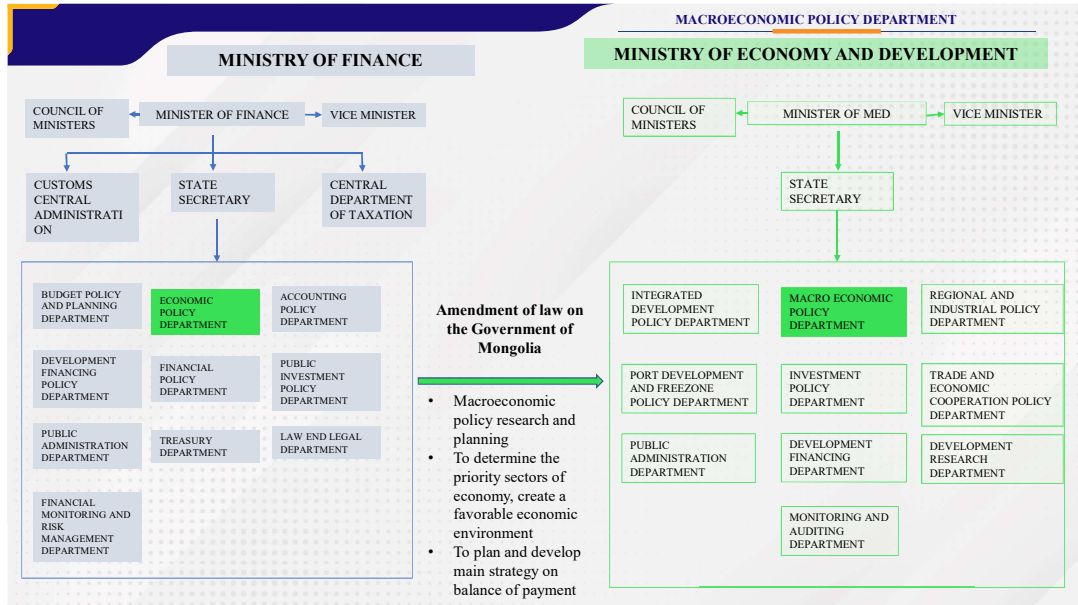 MACROECONOMIC POLICY DEPARTMENT
MINISTRY OF FINANCE
COUNCIL OF
MINISTERS
MINISTER OF FINANCE
VICE MINISTER
CUSTOMS
CENTRAL
ADMINISTRATI
ON
STATE
SECRETARY
CENTRAL
DEPARTMENT
OF TAXATION
BUDGET POLICY
AND PLANNING
DEPARTMENT
ECONOMIC
POLICY
DEPARTMENT
ACCOUNTING
POLICY
DEPARTMENT
DEVELOPMENT
FINANCING
POLICY
DEPARTMENT
FINANCIAL
POLICY
DEPARTMENT
PUBLIC
INVESTMENT
POLICY
DEPARTMENT
PUBLIC
ADMINISTRATION
DEPARTMENT
TREASURY
DEPARTMENT
LAW END LEGAL
DEPARTMENT
FINANCIAL
MONITORING AND
RISK
MANAGEMENT
DEPARTMENT
Amendment of law on
the Government of
Mongolia
• Macroeconomic
policy research and
planning
• To determine the
priority sectors of
economy, create a
favorable economic
environment
• To plan and develop
main strategy on
balance of payment
MINISTRY OF ECONOMY AND DEVELOPMENT
COUNCIL OF
MINISTERS
MINISTER OF MED
VICE MINISTER
STATE
SECRETARY
INTEGRATED
DEVELOPMENT
POLICY DEPARTMENT
MACRO ECONOMIC
POLICY
DEPARTMENT
REGIONAL AND
INDUSTRIAL POLICY
DEPARTMENT
PORT DEVELOPMENT
AND FREEZONE
POLICY DEPARTMENT
INVESTMENT
POLICY
DEPARTMENT
TRADE AND
ECONOMIC
COOPERATION POLICY
DEPARTMENT
PUBLIC
ADMINISTRATION
DEPARTMENT
DEVELOPMENT
FINANCING
DEPARTMENT
DEVELOPMENT
RESEARCH
DEPARTMENT
MONITORING AND
AUDITING
DEPARTMENT